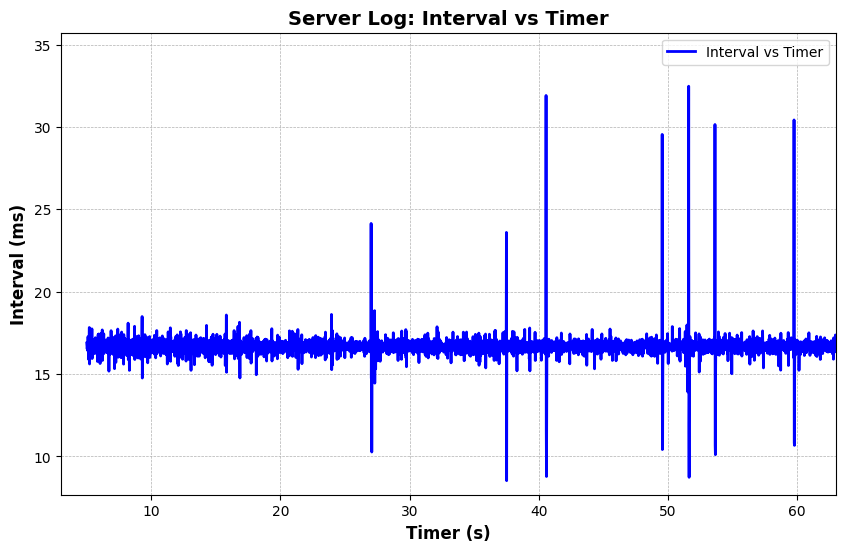 Server Log: Interval vs Timer
Interval vs Timer
35
30
25
20
15
10
Interval (ms)
10 20 30 40 50 60
Timer (s)